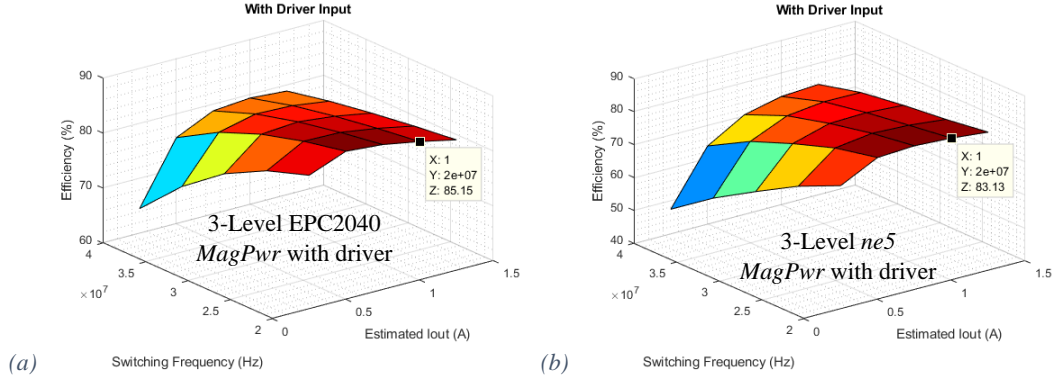 With Driver Input
90
80
70
60
Efficiency (%)
4
3.5
3
2.5
2
×10⁷
Switching Frequency (Hz)
0
0.5
1
1.5
Estimated Iout (A)
X: 1
Y: 2e+07
Z: 85.15
3-Level EPC2040
MagPwr with driver
(a)
With Driver Input
90
80
70
60
50
40
Efficiency (%)
4
3.5
3
2.5
2
×10⁷
Switching Frequency (Hz)
0
0.5
1
1.5
Estimated Iout (A)
X: 1
Y: 2e+07
Z: 83.13
3-Level ne5
MagPwr with driver
(b)